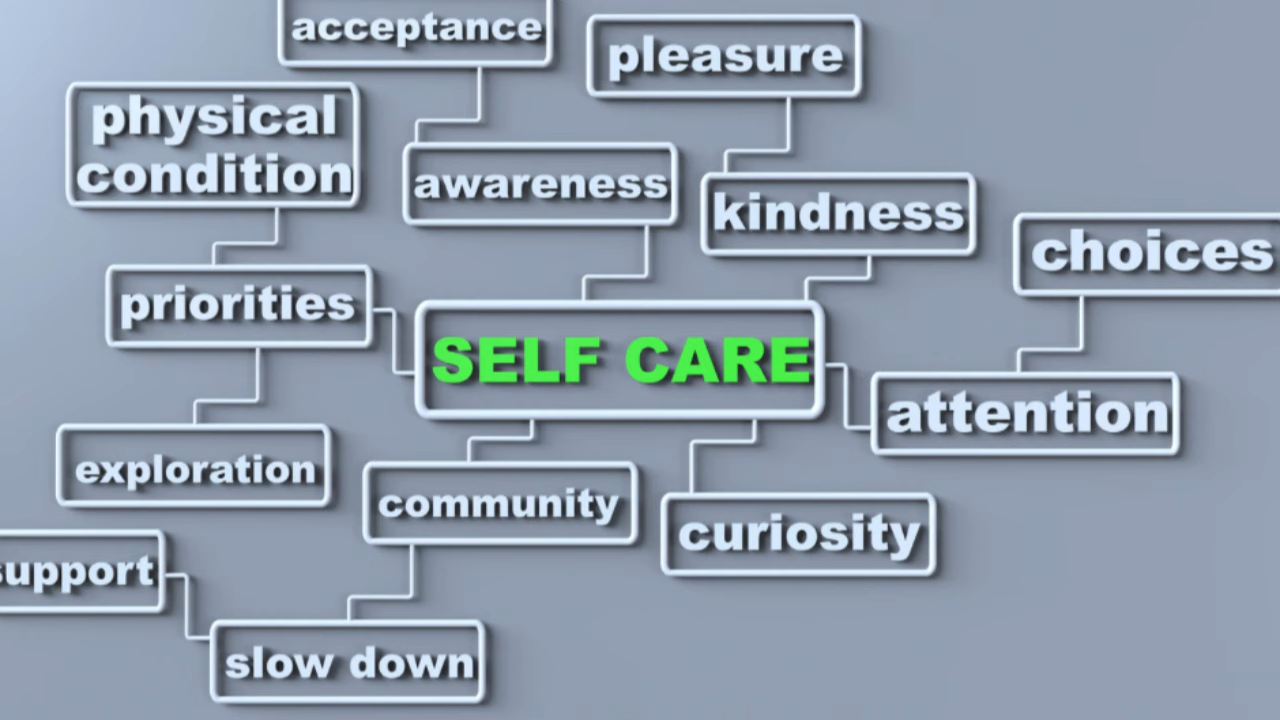 acceptance
pleasure
physical
condition
awareness
kindness
choices
priorities
SELF CARE
attention
exploration
community
curiosity
support
slow down